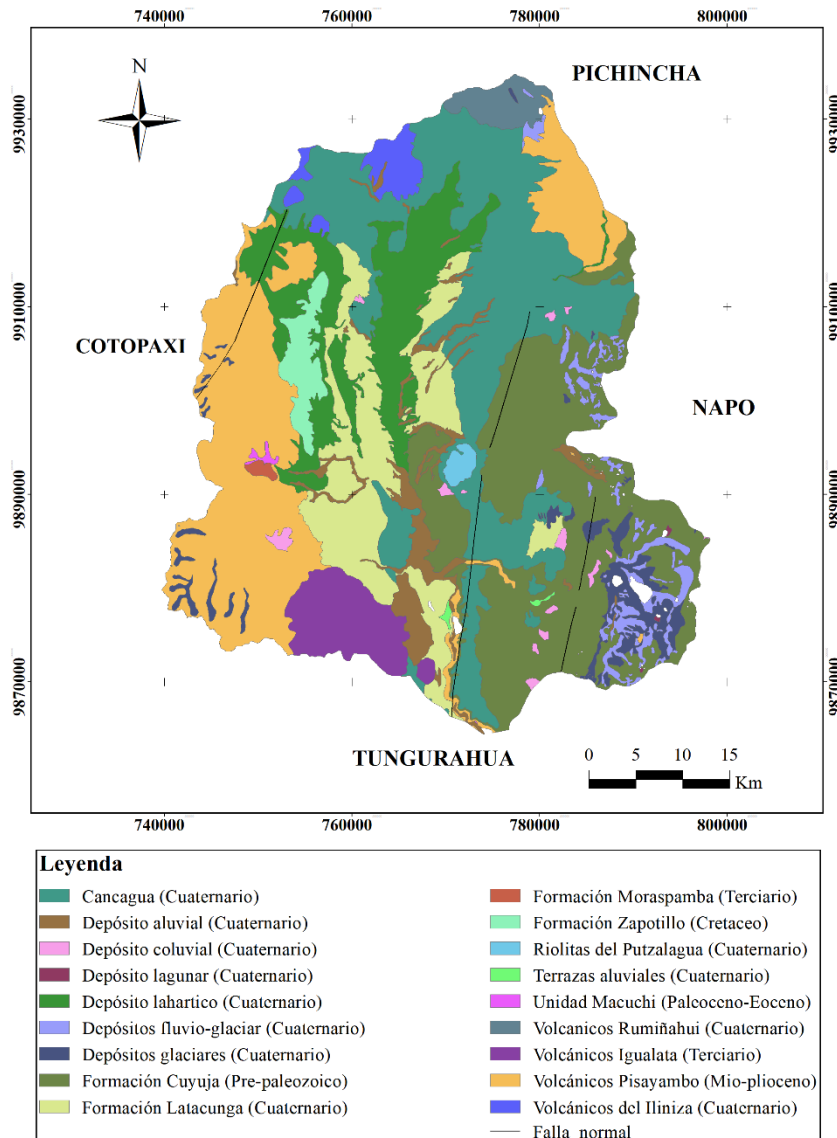 740000 760000 780000 800000
PICHINCHA
N
9930000 9930000
9910000 9910000
COTOPAXI
NAPO
9890000 9890000
9870000 9870000
TUNGURAHUA
0 5 10 15
Km
740000 760000 780000 800000
Leyenda
Cancagua (Cuaternario)
Depósito aluvial (Cuaternario)
Depósito coluvial (Cuaternario)
Depósito lagunar (Cuaternario)
Depósito lahartico (Cuaternario)
Depósitos fluvio-glaciar (Cuaternario)
Depósitos glaciares (Cuaternario)
Formación Cuyuja (Pre-paleozoico)
Formación Latacunga (Cuaternario)
Formación Moraspamba (Terciario)
Formación Zapotillo (Cretaceo)
Riolitas del Putzalagua (Cuaternario)
Terrazas aluviales (Cuaternario)
Unidad Macuchi (Paleoceno-Eoceno)
Volcanicos Rumiñahui (Cuaternario)
Volcánicos Igualata (Terciario)
Volcánicos Pisayambo (Mio-plioceno)
Volcánicos del Iliniza (Cuaternario)
Falla_normal